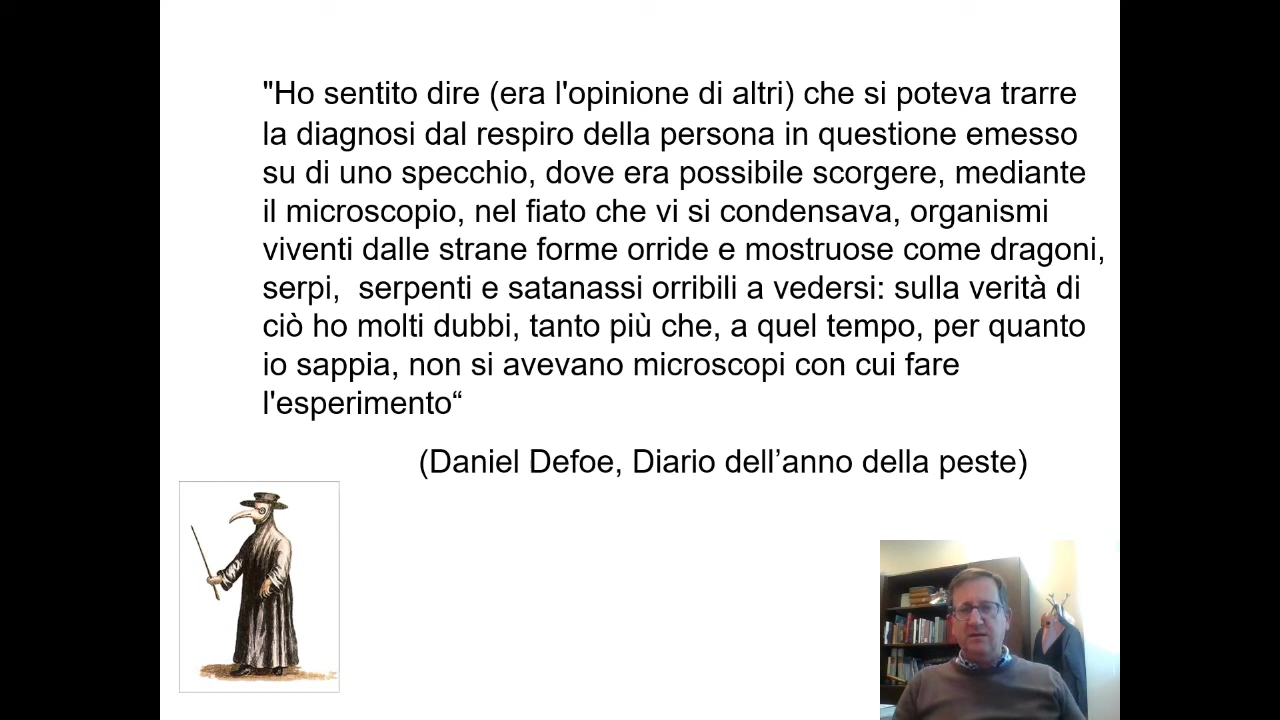 "Ho sentito dire (era l'opinione di altri) che si poteva trarre
la diagnosi dal respiro della persona in questione emesso
su di uno specchio, dove era possibile scorgere, mediante
il microscopio, nel fiato che vi si condensava, organismi
viventi dalle strane forme orride e mostruose come dragoni,
serpi,  serpenti e satanassi orribili a vedersi: sulla verità di
ciò ho molti dubbi, tanto più che, a quel tempo, per quanto
io sappia, non si avevano microscopi con cui fare
l'esperimento“
(Daniel Defoe, Diario dell’anno della peste)